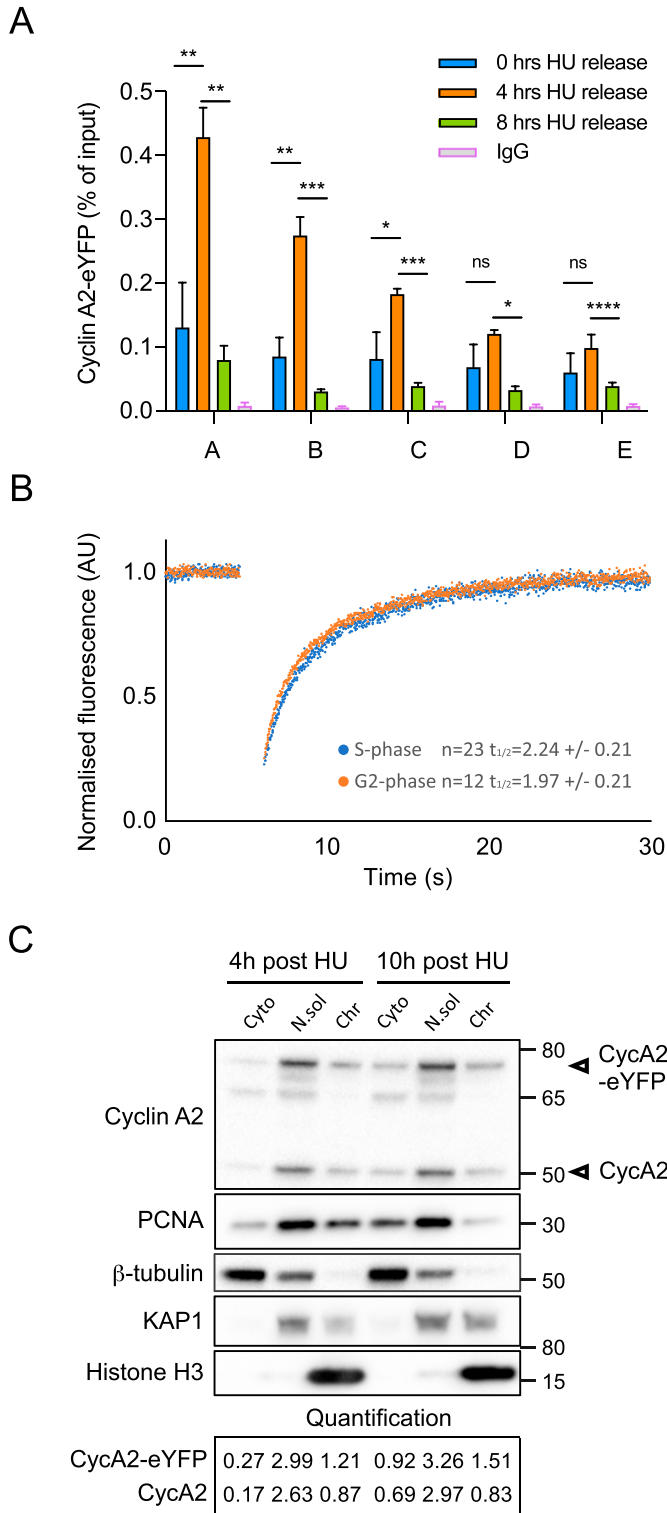 A
0 hrs HU release
4 hrs HU release
8 hrs HU release
IgG
Cyclin A2-eYFP (% of input)
0.5
0.4
0.3
0.2
0.1
0.0
**
**
**
***
*
***
ns
*
ns
****
A B C D E
B
Normalised fluorescence (AU)
1.0
0.5
0.0
S-phase n=23 t1/2=2.24 +/- 0.21
G2-phase n=12 t1/2=1.97 +/- 0.21
0 10 20 30
Time (s)
C
4h post HU 10h post HU
Cyto N.sol Chr Cyto N.sol Chr
Cyclin A2
80
65
50
CycA2
-eYFP
CycA2
PCNA 30
β-tubulin 50
KAP1
80
Histone H3 15
Quantification
CycA2-eYFP 0.27 2.99 1.21 0.92 3.26 1.51
CycA2 0.17 2.63 0.87 0.69 2.97 0.83